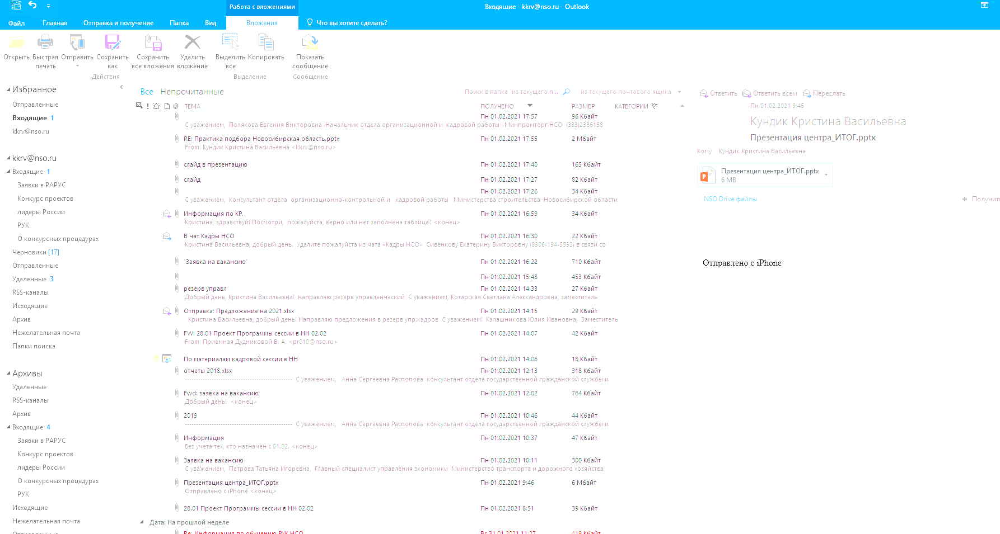 Работа с вложениями
Входящие - kkrv@nso.ru - Outlook
Файл
Главная
Отправка и получение
Папка
Вид
Вложения
Что вы хотите сделать?
Открыть
Быстрая печать
Отправить
Сохранить как
Сохранить все вложения
Удалить вложение
Выделить все
Копировать
Показать сообщение
Действия
Выделение
Сообщение
Избранное
Отправленные
Входящие 1
kkrv@nso.ru
kkrv@nso.ru
Входящие 1
Заявки в РАРУС
Конкурс проектов
лидеры России
РУК
О конкурсных процедурах
Черновики [17]
Отправленные
Удаленные 3
RSS-каналы
Исходящие
Архив
Нежелательная почта
Папки поиска
Архивы
Удаленные
RSS-каналы
Архив
Входящие 4
Заявки в РАРУС
Конкурс проектов
лидеры России
О конкурсных процедурах
РУК
Исходящие
Нежелательная почта
Отправленные
Все Непрочитанные
Поиск в папке "из текущего п...
из текущего почтового ящика
ТЕМА ПОЛУЧЕНО РАЗМЕР КАТЕГОРИИ
Пн 01.02.2021 17:57 96 Кбайт
С уважением, Полякова Евгения Викторовна Начальник отдела организационной и кадровой работы Минпромторг НСО (383)2386158
RE: Практика подбора Новосибирская область.pptx Пн 01.02.2021 17:55 2 Мбайт
From: Кундик Кристина Васильевна <kkrv@nso.ru>
слайд в презентацию Пн 01.02.2021 17:40 165 Кбайт
слайд Пн 01.02.2021 17:27 82 Кбайт
Пн 01.02.2021 17:26 34 Кбайт
С уважением, Консультант отдела организационно-контрольной и кадровой работы Министерства строительства Новосибирской области
Информация по КР. Пн 01.02.2021 16:59 34 Кбайт
Кристина, здравствуй! Посмотри, пожалуйста, верно или нет заполнена таблица? <конец>
В чат Кадры НСО Пн 01.02.2021 16:30 22 Кбайт
Кристина Васильевна, добрый день. Удалите пожалуйста из чата «Кадры НСО» Сивенкову Екатерину Викторовну (8906-194-5593) в связи со
"Заявка на вакансию" Пн 01.02.2021 16:22 710 Кбайт
Пн 01.02.2021 15:48 453 Кбайт
резерв управл Пн 01.02.2021 14:33 27 Кбайт
Добрый день, Кристина Васильевна!, направляю резерв управленческий С уважением, Котарская Светлана Александровна, заместитель
Отправка: Предложение на 2021.xlsx Пн 01.02.2021 14:15 29 Кбайт
Кристина Васильевна, добрый день! Направляю предложения в резерв упр.кадров С уважением! Калашникова Юлия Ивановна, Заместитель
FW: 28.01 Проект Программы сессии в НН 02.02 Пн 01.02.2021 14:07 42 Кбайт
From: Приемная Дудниковой В. А. <pr010@nso.ru>
По материалам кадровой сессии в НН Пн 01.02.2021 14:06 18 Кбайт
отчеты 2018.xlsx Пн 01.02.2021 12:13 318 Кбайт
------------------------------------------------ С уважением, Анна Сергеевна Распопова консультант отдела государственной гражданской службы и
Fwd: заявка на вакансию Пн 01.02.2021 12:02 764 Кбайт
Добрый день! <конец>
2019 Пн 01.02.2021 10:46 44 Кбайт
------------------------------------------------ С уважением, Анна Сергеевна Распопова консультант отдела государственной гражданской службы и
Информация Пн 01.02.2021 10:37 47 Кбайт
Без учета тех, кто назначен с 01.02. <конец>
Заявка на вакансию Пн 01.02.2021 10:11 300 Кбайт
С уважением, Петрова Татьяна Игоревна, Главный специалист управления экономики Министерство транспорта и дорожного хозяйства
Презентация центра_ИТОГ.pptx Пн 01.02.2021 9:46 6 Мбайт
Отправлено с iPhone <конец>
28.01 Проект Программы сессии в НН 02.02 Пн 01.02.2021 8:51 39 Кбайт
Дата: На прошлой неделе
Re: Информация по обучению РУК НСО Вс 31.01.2021 11:27 419 Кбайт
Ответить Ответить всем Переслать
Пн 01.02.2021 9:45
Кундик Кристина Васильевна
Презентация центра_ИТОГ.pptx
Кому Кундик Кристина Васильевна
Презентация центра_ИТОГ.pptx
6 MB
NSO Drive файлы
+ Получить
Отправлено с iPhone